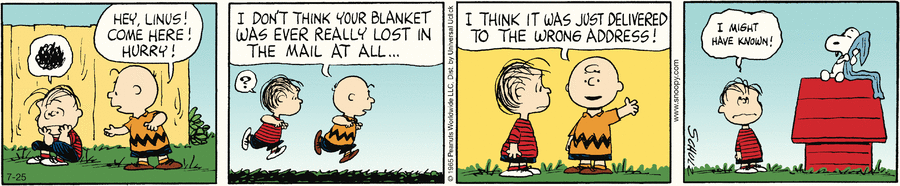 HEY, LINUS!
COME HERE!
HURRY!
7-25
I DON'T THINK YOUR BLANKET
WAS EVER REALLY LOST IN
THE MAIL AT ALL...
?
© 1965 Peanuts Worldwide LLC, Dist. by Universal Uclick
I THINK IT WAS JUST DELIVERED
TO THE WRONG ADDRESS!
www.snoopy.com
I MIGHT
HAVE KNOWN!
SCHULZ